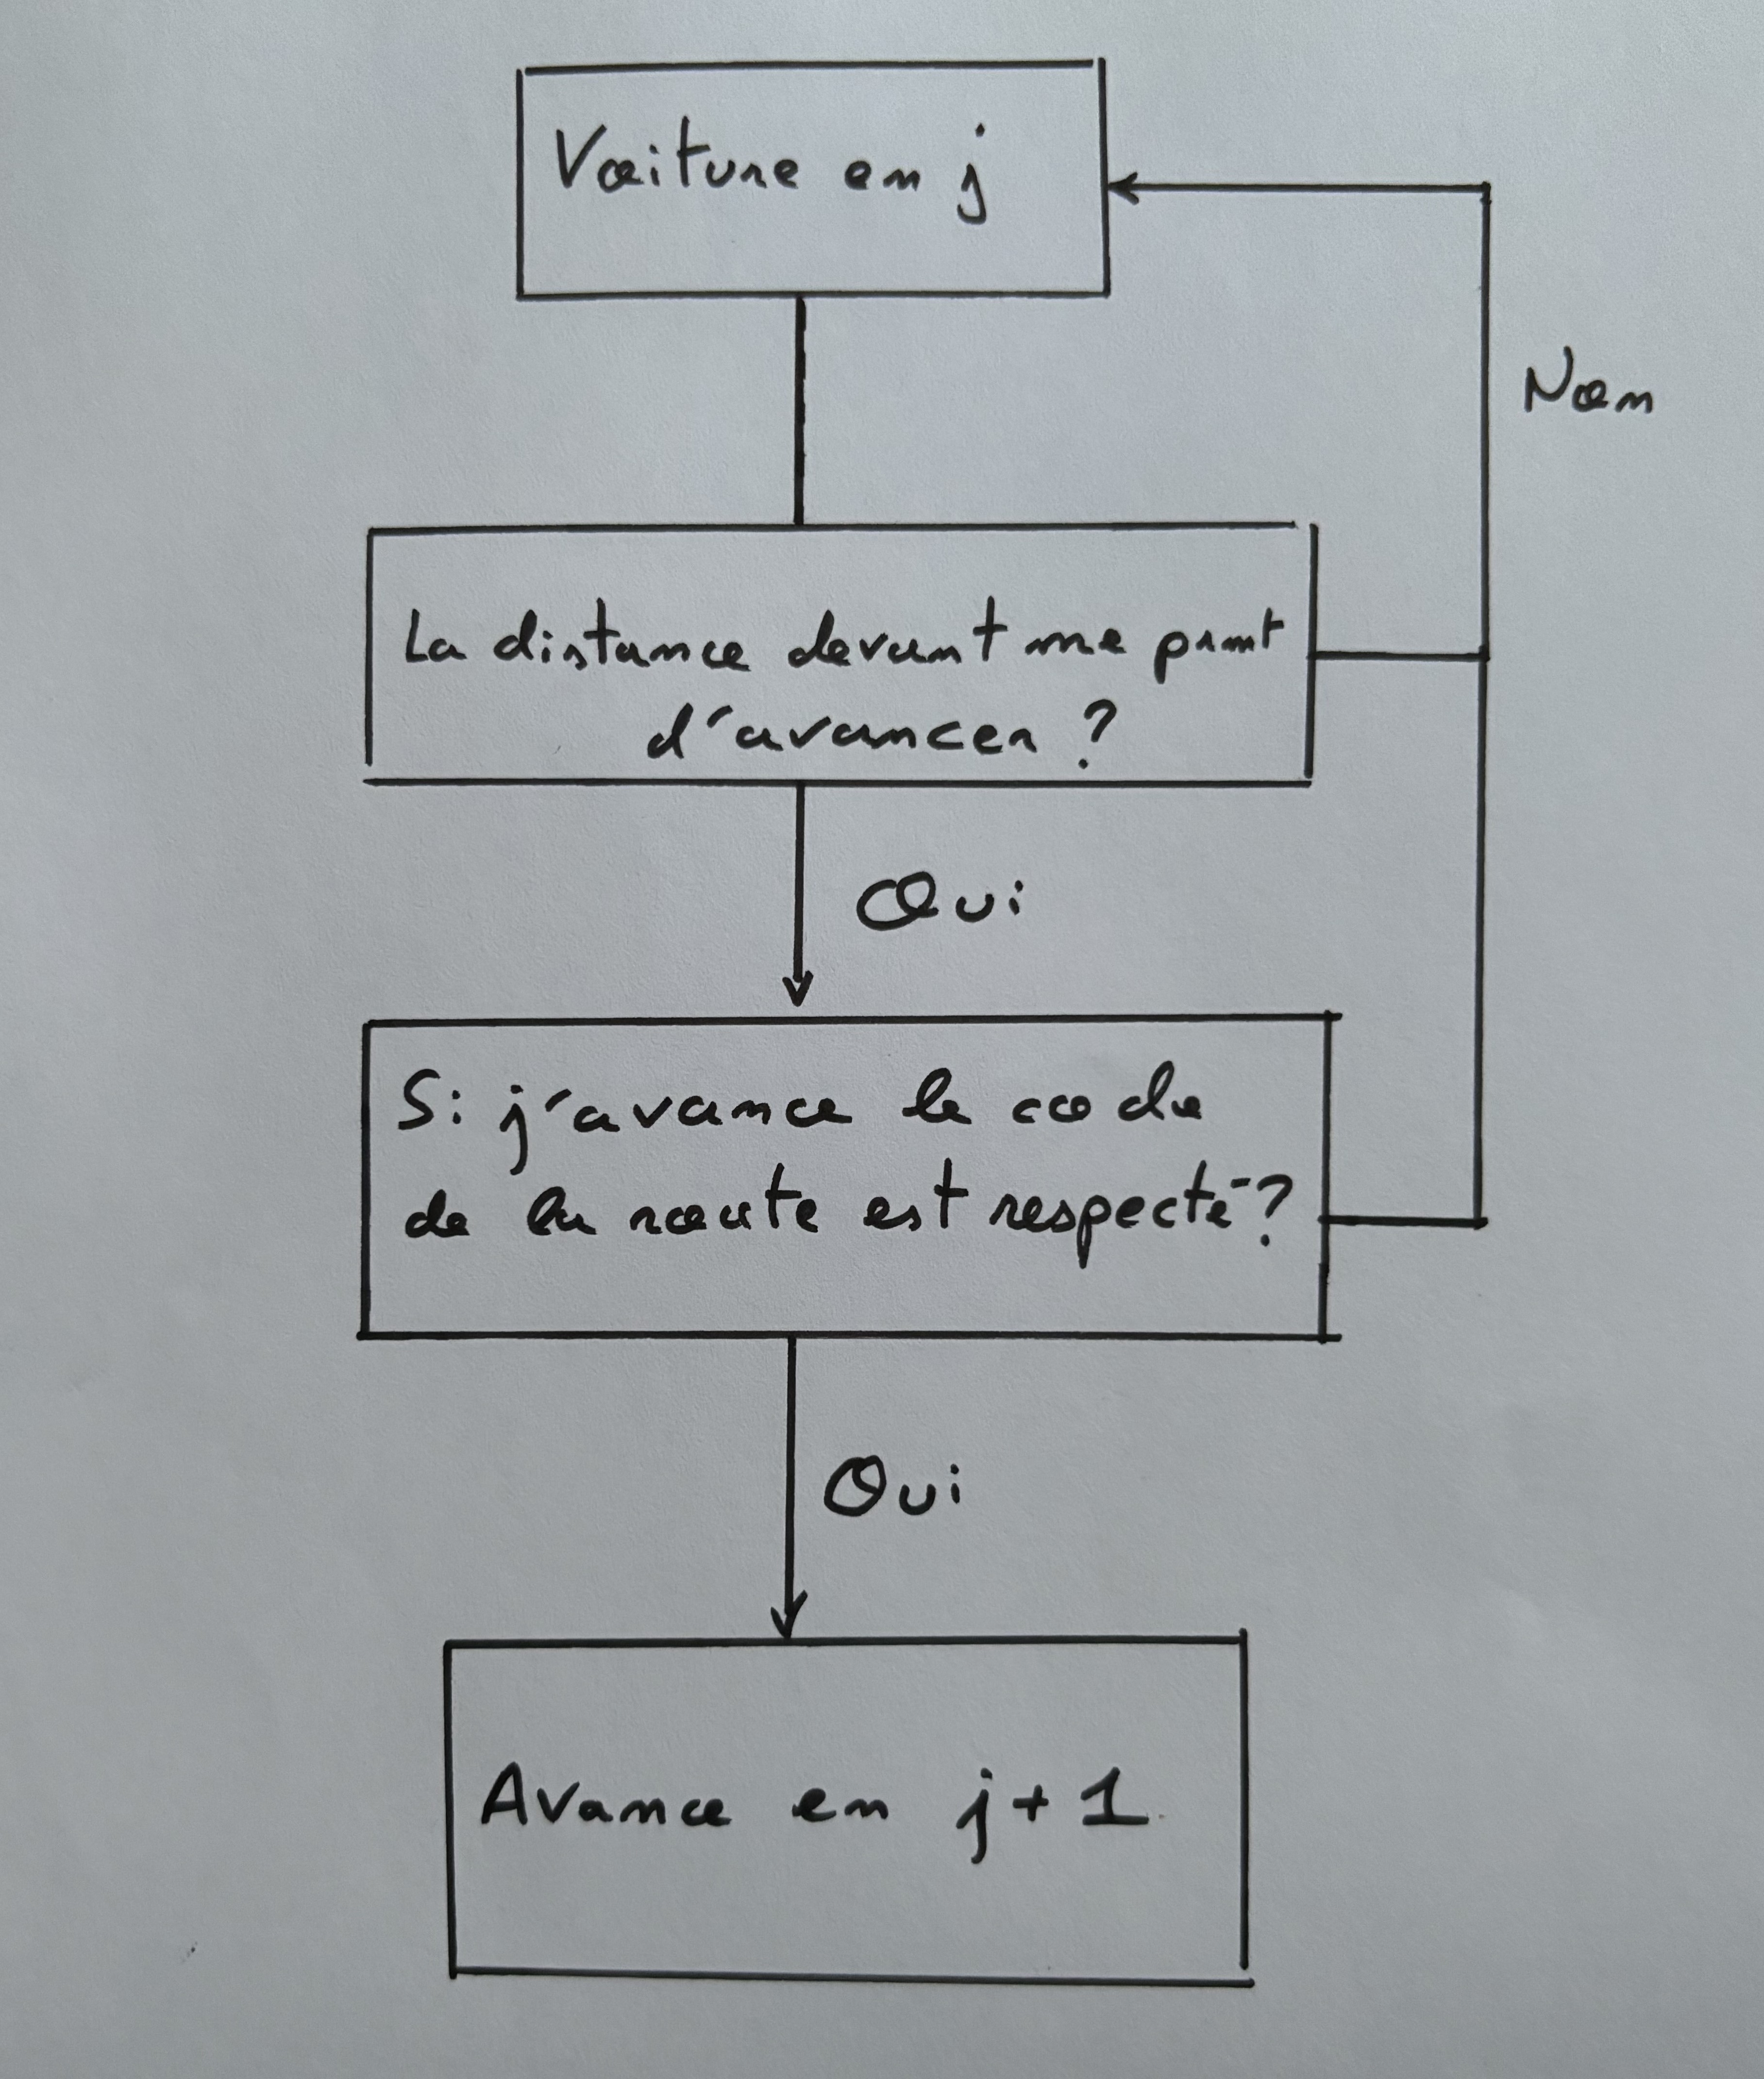 Voiture en j
Non
La distance devant me prmt
d'avancer ?
Oui
Si j'avance le code
de la route est respecté ?
Oui
Avance en j+1